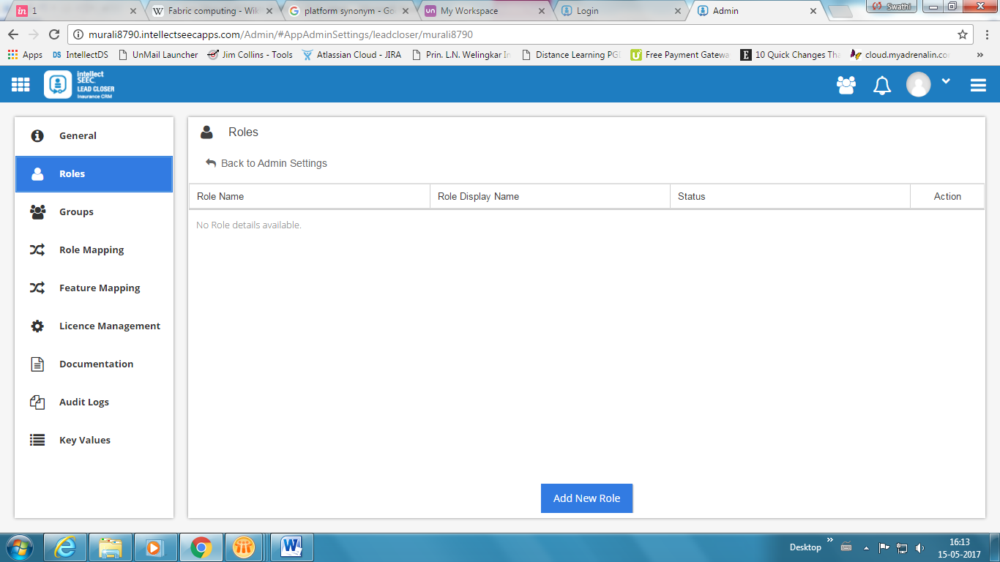 1
Fabric computing - Wik
platform synonym - Goo
My Workspace
Login
Admin
Swathi
murali8790.intellectseecapps.com/Admin/#AppAdminSettings/leadcloser/murali8790
Apps
DS IntellectDS
UnMail Launcher
Jim Collins - Tools
Atlassian Cloud - JIRA
Prin. L.N. Welingkar In
Distance Learning PGD
Free Payment Gatewa
10 Quick Changes Tha
cloud.myadrenalin.co
intellect
SEEC
LEAD CLOSER
Insurance CRM
General
Roles
Groups
Role Mapping
Feature Mapping
Licence Management
Documentation
Audit Logs
Key Values
Roles
Back to Admin Settings
Role Name Role Display Name Status Action
No Role details available.
Add New Role
Desktop
16:13
15-05-2017